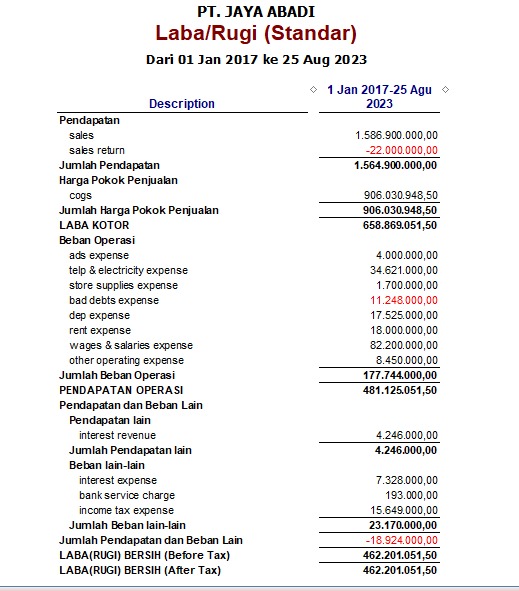 PT. JAYA ABADI
Laba/Rugi (Standar)
Dari 01 Jan 2017 ke 25 Aug 2023
Description 1 Jan 2017-25 Agu 2023
Pendapatan
sales 1.586.900.000,00
sales return -22.000.000,00
Jumlah Pendapatan 1.564.900.000,00
Harga Pokok Penjualan
cogs 906.030.948,50
Jumlah Harga Pokok Penjualan 906.030.948,50
LABA KOTOR 658.869.051,50
Beban Operasi
ads expense 4.000.000,00
telp & electricity expense 34.621.000,00
store supplies expense 1.700.000,00
bad debts expense 11.248.000,00
dep expense 17.525.000,00
rent expense 18.000.000,00
wages & salaries expense 82.200.000,00
other operating expense 8.450.000,00
Jumlah Beban Operasi 177.744.000,00
PENDAPATAN OPERASI 481.125.051,50
Pendapatan dan Beban Lain
Pendapatan lain
interest revenue 4.246.000,00
Jumlah Pendapatan lain 4.246.000,00
Beban lain-lain
interest expense 7.328.000,00
bank service charge 193.000,00
income tax expense 15.649.000,00
Jumlah Beban lain-lain 23.170.000,00
Jumlah Pendapatan dan Beban Lain -18.924.000,00
LABA(RUGI) BERSIH (Before Tax) 462.201.051,50
LABA(RUGI) BERSIH (After Tax) 462.201.051,50